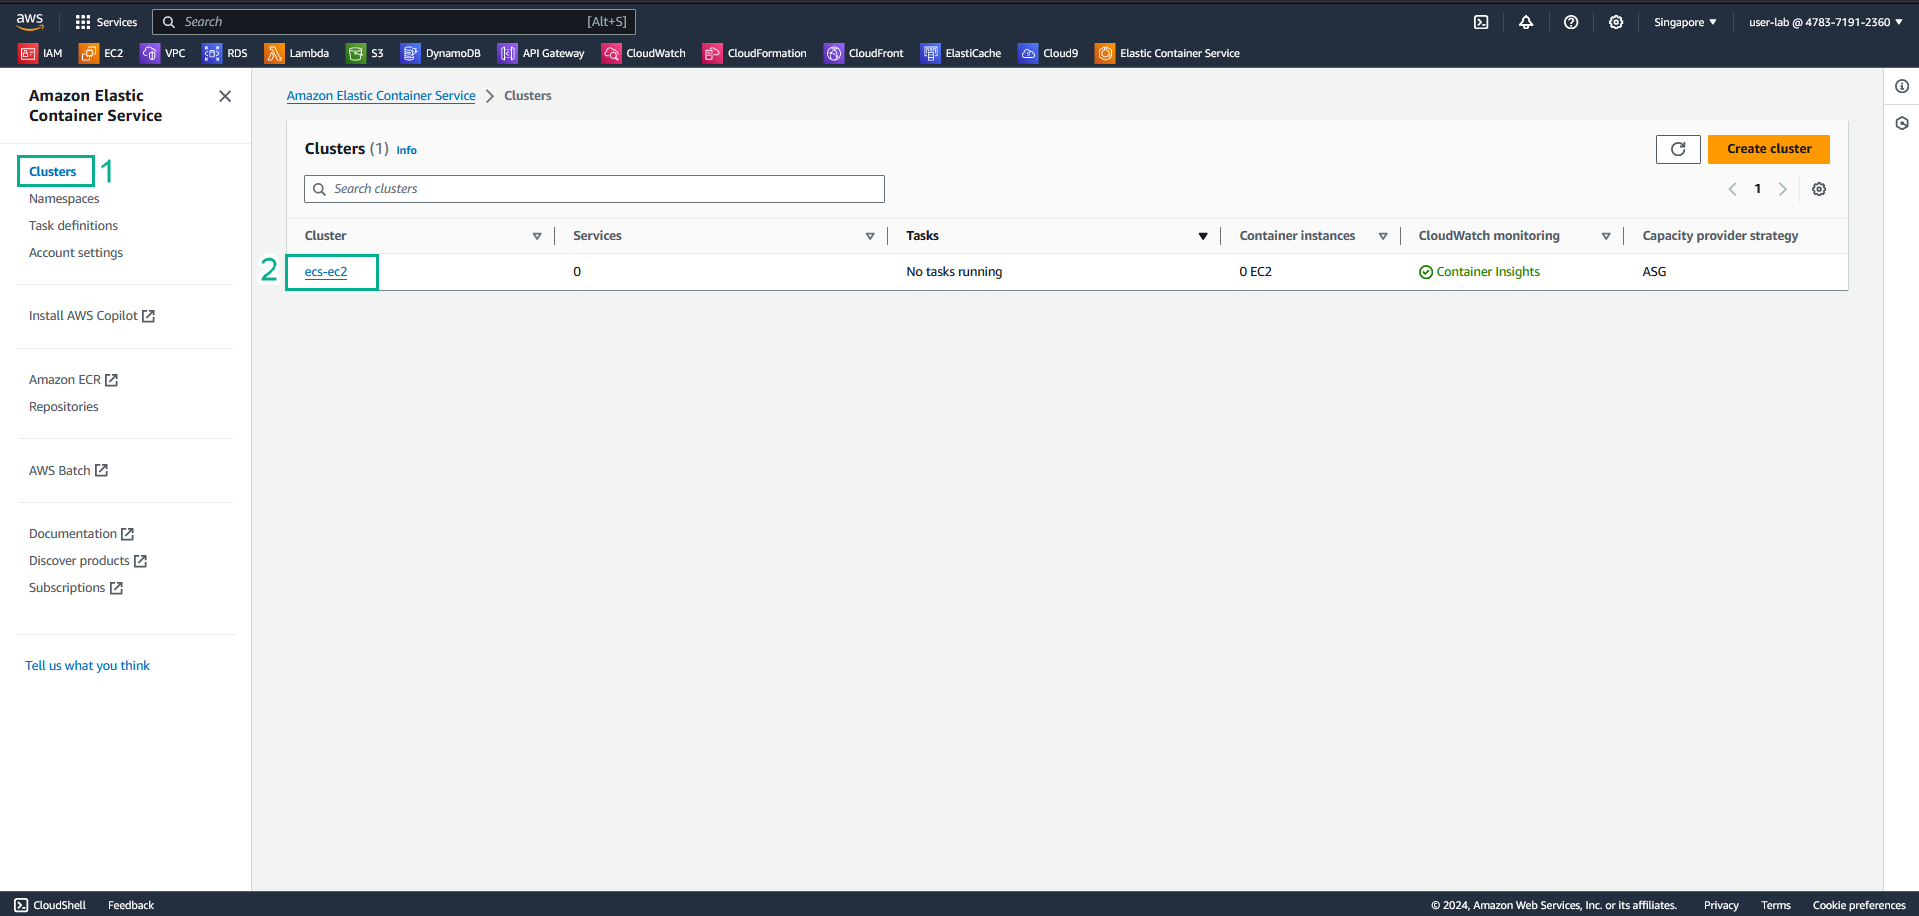 aws Services Search [Alt+S] Singapore user-lab @ 4783-7191-2360
IAM EC2 VPC RDS Lambda S3 DynamoDB API Gateway CloudWatch CloudFormation CloudFront ElastiCache Cloud9 Elastic Container Service
Amazon Elastic
Container Service
Clusters 1
Namespaces
Task definitions
Account settings
Install AWS Copilot
Amazon ECR
Repositories
AWS Batch
Documentation
Discover products
Subscriptions
Tell us what you think
Amazon Elastic Container Service Clusters
Clusters (1) Info Create cluster
Search clusters 1
Cluster Services Tasks Container instances CloudWatch monitoring Capacity provider strategy
2 ecs-ec2 0 No tasks running 0 EC2 Container Insights ASG
CloudShell Feedback © 2024, Amazon Web Services, Inc. or its affiliates. Privacy Terms Cookie preferences